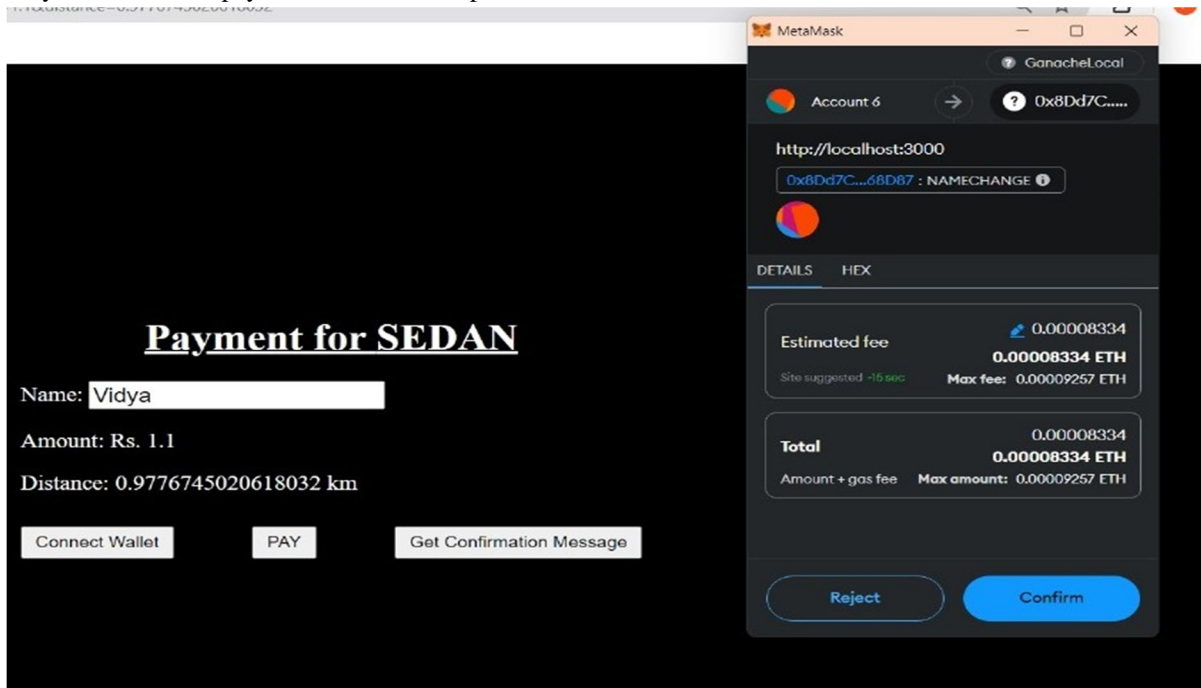 MetaMask
GanacheLocal
Account 6
0x8Dd7C.....
http://localhost:3000
0x8Dd7C...68D87 : NAMECHANGE
DETAILS HEX
Estimated fee
0.00008334
0.00008334 ETH
Site suggested ~15 sec Max fee: 0.00009257 ETH
Total
0.00008334
0.00008334 ETH
Amount + gas fee Max amount: 0.00009257 ETH
Reject Confirm
Payment for SEDAN
Name: Vidya
Amount: Rs. 1.1
Distance: 0.9776745020618032 km
Connect Wallet PAY Get Confirmation Message